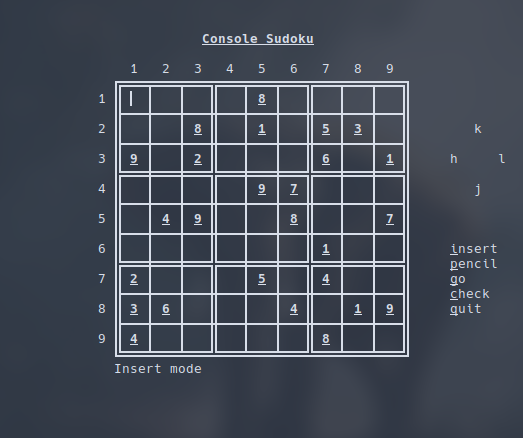 Console Sudoku
1 2 3 4 5 6 7 8 9
1 8
2 8 1 5 3 k
3 9 2 6 1 h l
4 9 7 j
5 4 9 8 7
6 1 insert
pencil
7 2 5 4 go
check
8 3 6 4 1 9 quit
9 4 8
Insert mode